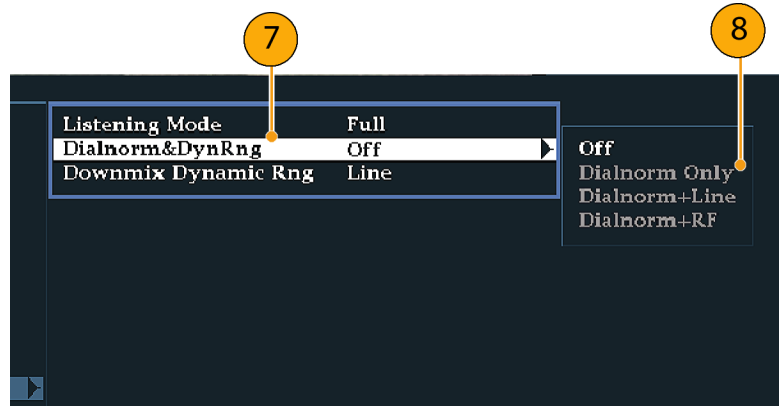 7
8
Listening Mode Full
Dialnorm&DynRng Off
Downmix Dynamic Rng Line
Off
Dialnorm Only
Dialnorm+Line
Dialnorm+RF